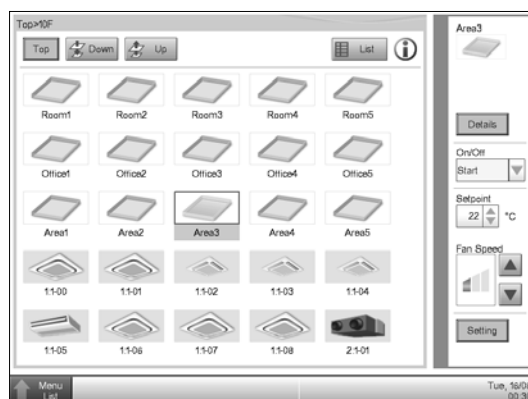 Top>10F
Top
Down
Up
List
Room1 Room2 Room3 Room4 Room5
Office1 Office2 Office3 Office4 Office5
Area1 Area2 Area3 Area4 Area5
1:1-00 1:1-01 1:1-02 1:1-03 1:1-04
1:1-05 1:1-06 1:1-07 1:1-08 2:1-01
Area3
Details
On/Off
Start
Setpoint
22 °C
Fan Speed
Setting
Menu
List
Tue,